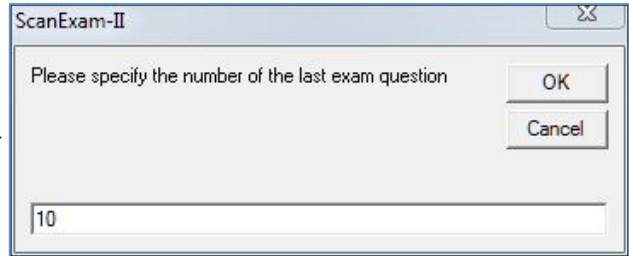 ScanExam-II
Please specify the number of the last exam question
OK
Cancel
10